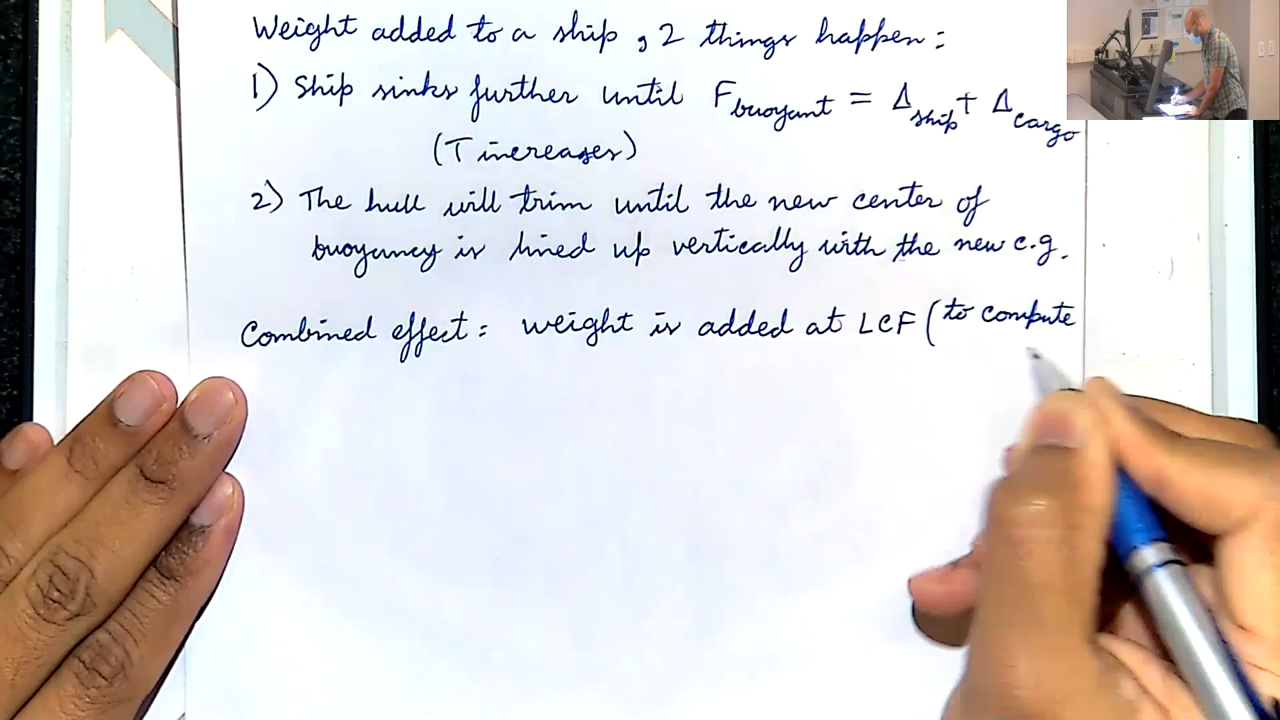 Weight added to a ship, 2 things happen:
1) Ship sinks further until F buoyant = Δ ship + Δ cargo
(T increases)
2) The hull will trim until the new center of
buoyancy is lined up vertically with the new c.g.
Combined effect: weight is added at LCF (to compute